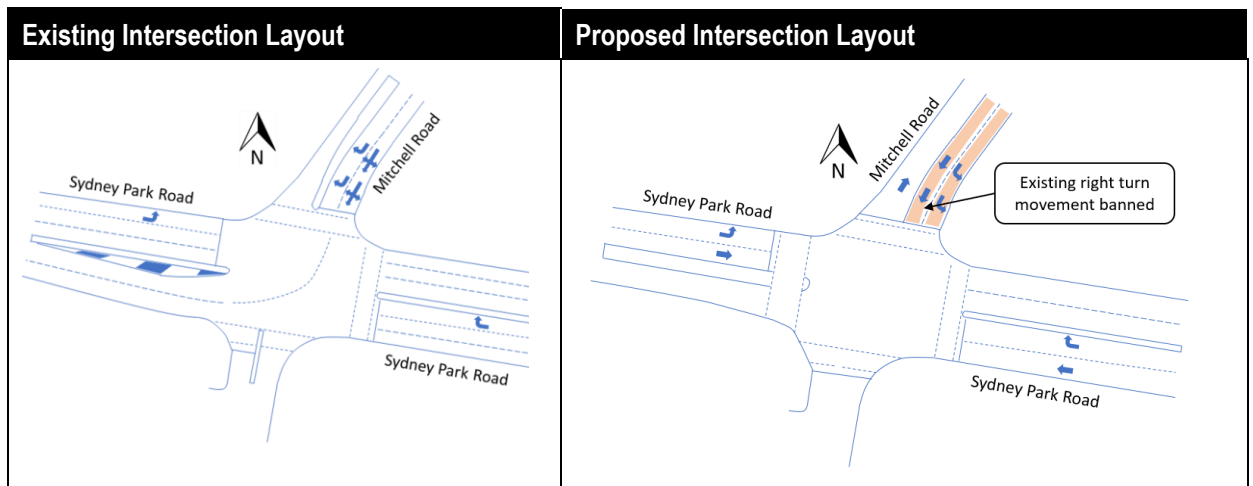 Existing Intersection Layout
Proposed Intersection Layout
N
Mitchell Road
Sydney Park Road
Sydney Park Road
N
Mitchell Road
Existing right turn
movement banned
Sydney Park Road
Sydney Park Road